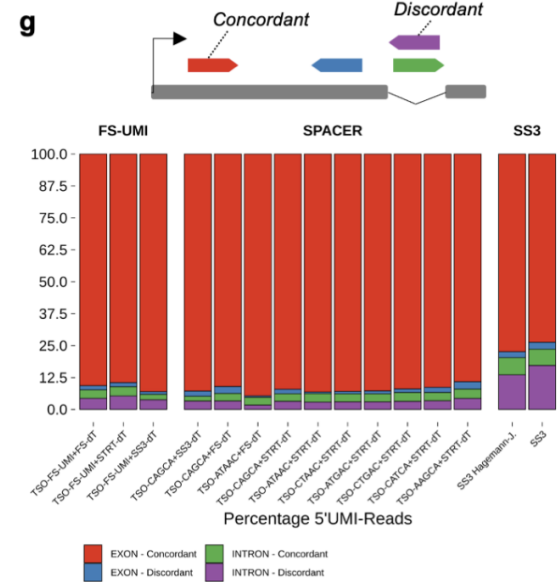 g
Concordant
Discordant
FS-UMI
SPACER
SS3
100.0
87.5
75.0
62.5
50.0
37.5
25.0
12.5
0.0
TSO-FS-UMI+FS-dT
TSO-FS-UMI+STRT-dT
TSO-FS-UMI+SS3-dT
TSO-CAGCA+SS3-dT
TSO-CAGCA+FS-dT
TSO-ATAAC+FS-dT
TSO-CAGCA+STRT-dT
TSO-ATAAC+STRT-dT
TSO-CTAAC+STRT-dT
TSO-ATGAC+STRT-dT
TSO-CTGAC+STRT-dT
TSO-CATCA+STRT-dT
TSO-AAGCA+STRT-dT
SS3 Hagemann-J.
SS3
Percentage 5'UMI-Reads
EXON - Concordant
INTRON - Concordant
EXON - Discordant
INTRON - Discordant